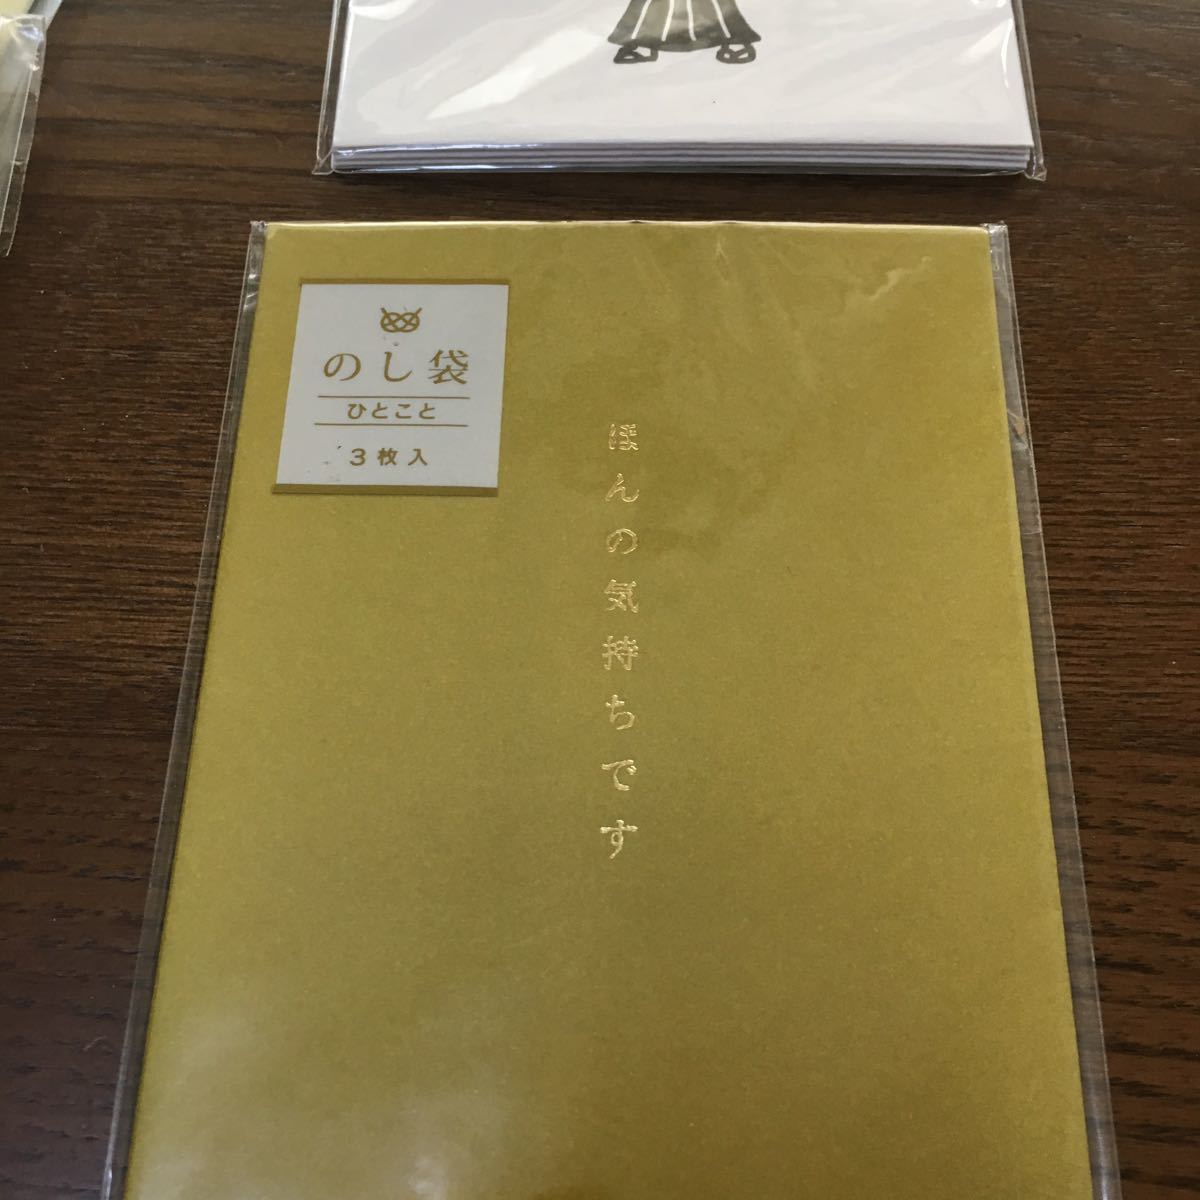 のし袋
ひとこと
3枚入
ほんの気持ちです